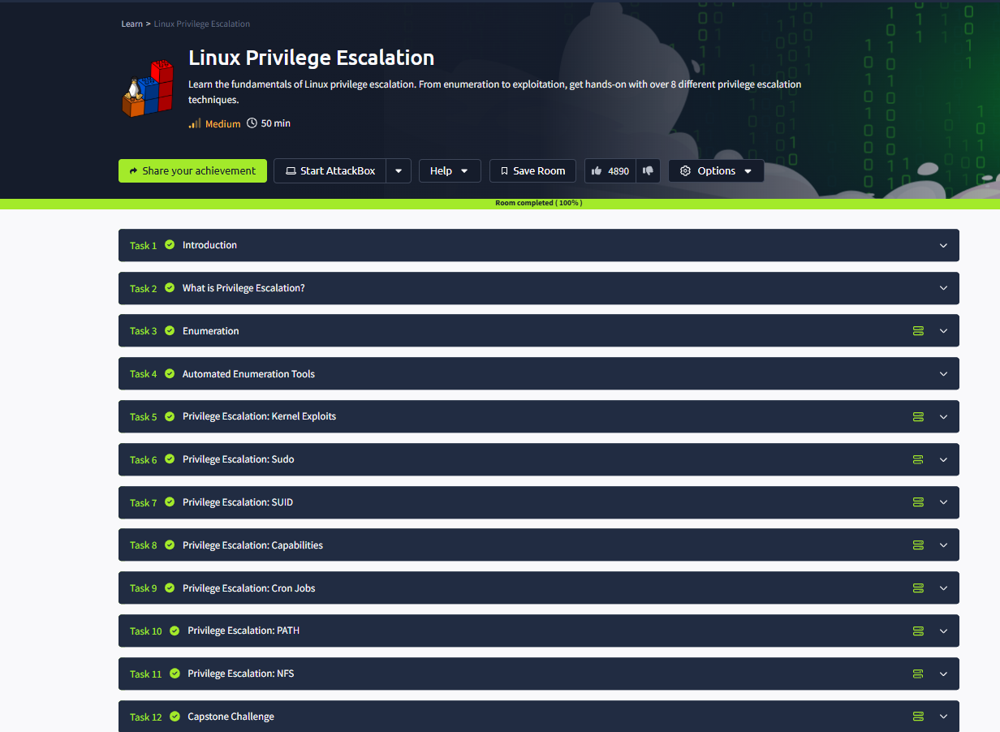 Learn > Linux Privilege Escalation
Linux Privilege Escalation
Learn the fundamentals of Linux privilege escalation. From enumeration to exploitation, get hands-on with over 8 different privilege escalation
techniques.
Medium 50 min
Share your achievement Start AttackBox Help Save Room 4890 Options
Room completed ( 100% )
Task 1 Introduction
Task 2 What is Privilege Escalation?
Task 3 Enumeration
Task 4 Automated Enumeration Tools
Task 5 Privilege Escalation: Kernel Exploits
Task 6 Privilege Escalation: Sudo
Task 7 Privilege Escalation: SUID
Task 8 Privilege Escalation: Capabilities
Task 9 Privilege Escalation: Cron Jobs
Task 10 Privilege Escalation: PATH
Task 11 Privilege Escalation: NFS
Task 12 Capstone Challenge